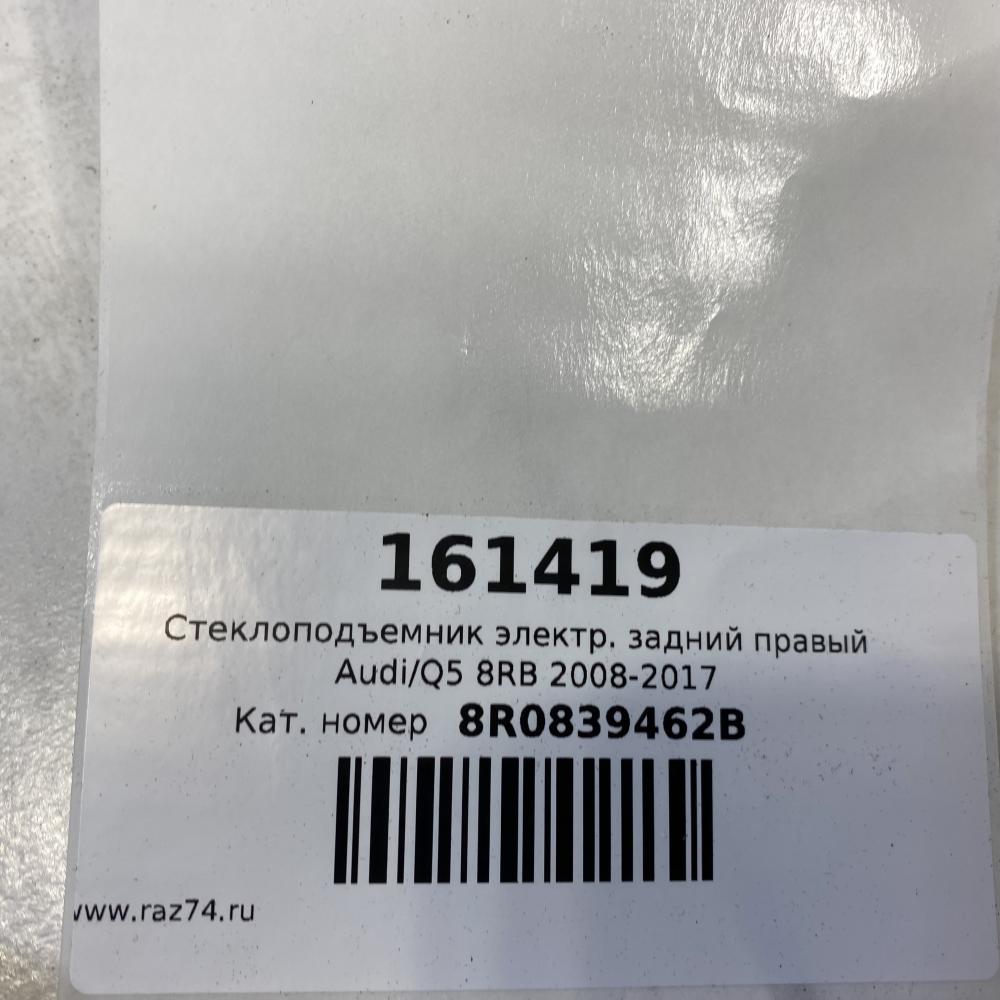 161419
Стеклоподъемник электр. задний правый
Audi/Q5 8RB 2008-2017
Кат. номер 8R0839462B
www.raz74.ru